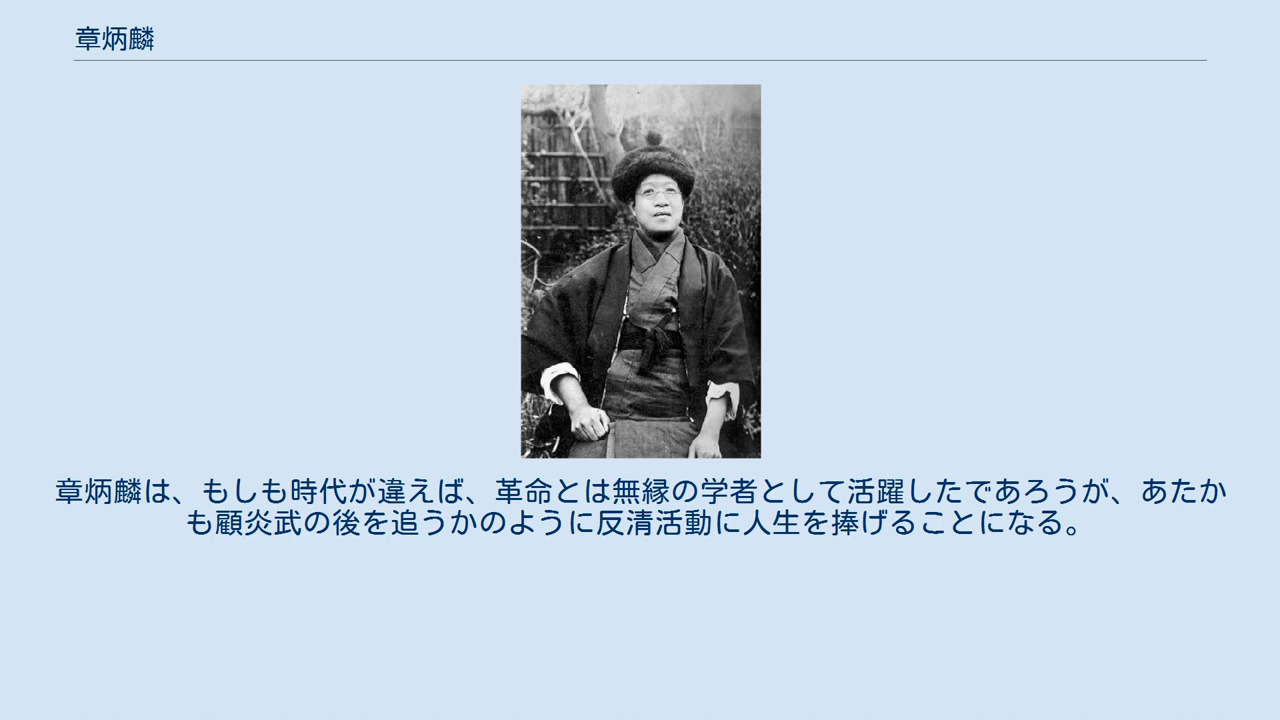 章炳麟
章炳麟は、もしも時代が違えば、革命とは無縁の学者として活躍したであろうが、あたか
も顧炎武の後を追うかのように反清活動に人生を捧げることになる。